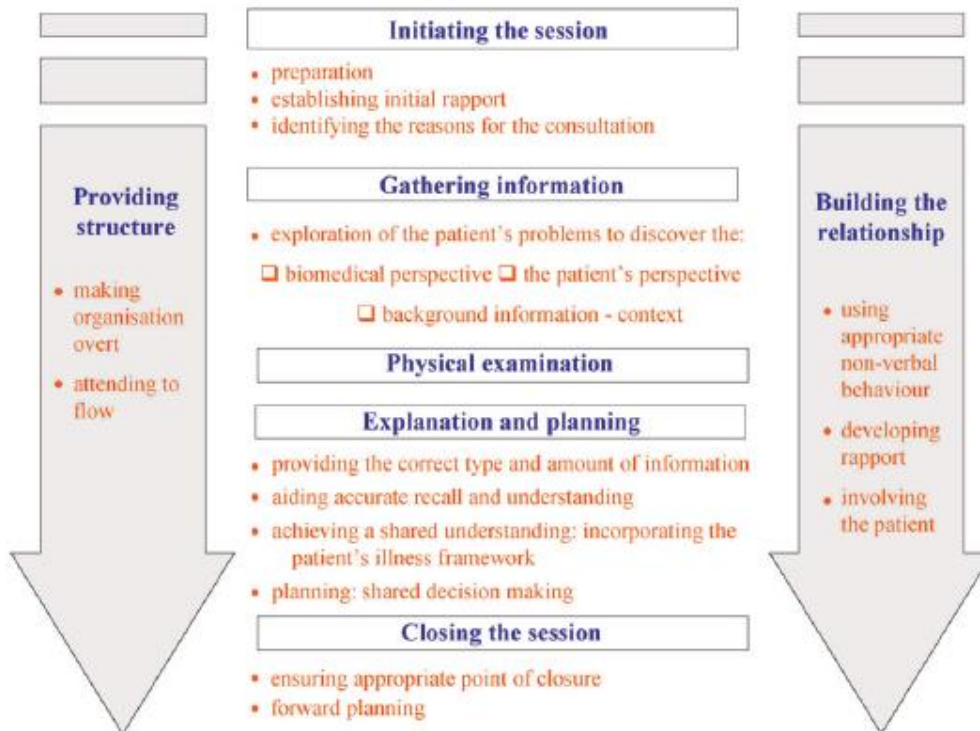 Initiating the session
• preparation
• establishing initial rapport
• identifying the reasons for the consultation
Providing
structure
• making
organisation
overt
• attending to
flow
Gathering information
• exploration of the patient's problems to discover the:
❑ biomedical perspective ❑ the patient's perspective
❑ background information - context
Physical examination
Explanation and planning
• providing the correct type and amount of information
• aiding accurate recall and understanding
• achieving a shared understanding: incorporating the
patient's illness framework
• planning: shared decision making
Closing the session
• ensuring appropriate point of closure
• forward planning
Building the
relationship
• using
appropriate
non-verbal
behaviour
• developing
rapport
• involving
the patient